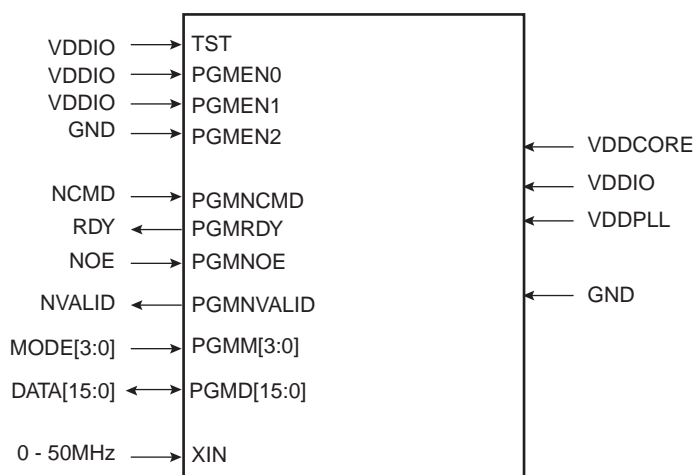 VDDIO TST
VDDIO PGMEN0
VDDIO PGMEN1
GND PGMEN2
VDDCORE
VDDIO
NCMD PGMNCMD
VDDPLL
RDY PGMRDY
NOE PGMNOE
GND
NVALID PGMNVALID
MODE[3:0] PGMM[3:0]
DATA[15:0] PGMD[15:0]
0 - 50MHz XIN